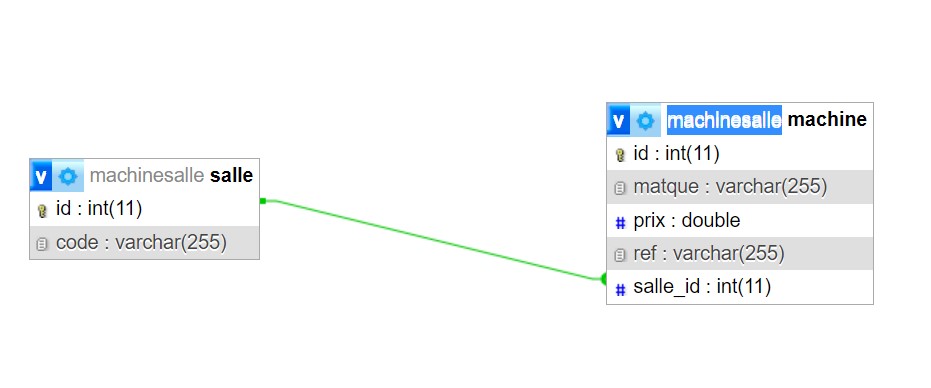 v machinesalle salle
id : int(11)
code : varchar(255)
v machinesalle machine
id : int(11)
matque : varchar(255)
# prix : double
ref : varchar(255)
# salle_id : int(11)